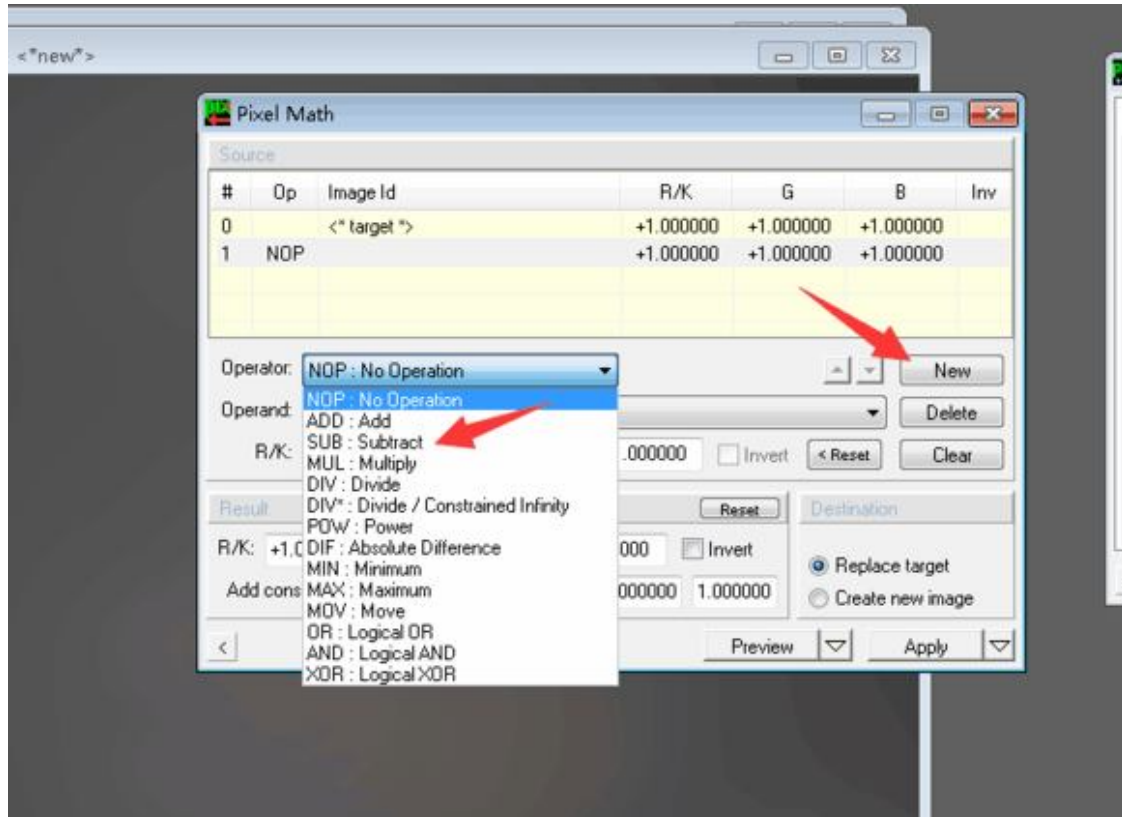 <*new*>
Pixel Math
Source
# Op Image Id R/K G B Inv
0 <* target *> +1.000000 +1.000000 +1.000000
1 NOP +1.000000 +1.000000 +1.000000
Operator: NOP : No Operation New
NOP : No Operation
Operand: Delete
ADD : Add
SUB : Subtract
R/K: .000000 Invert < Reset Clear
MUL : Multiply
DIV : Divide
DIV* : Divide / Constrained Infinity
Result Reset Destination
POW : Power
R/K: +1.0 000 Invert
DIF : Absolute Difference
Replace target
MIN : Minimum
Add cons 000000 1.000000
MAX : Maximum
Create new image
MOV : Move
OR : Logical OR
< Preview Apply
AND : Logical AND
XOR : Logical XOR